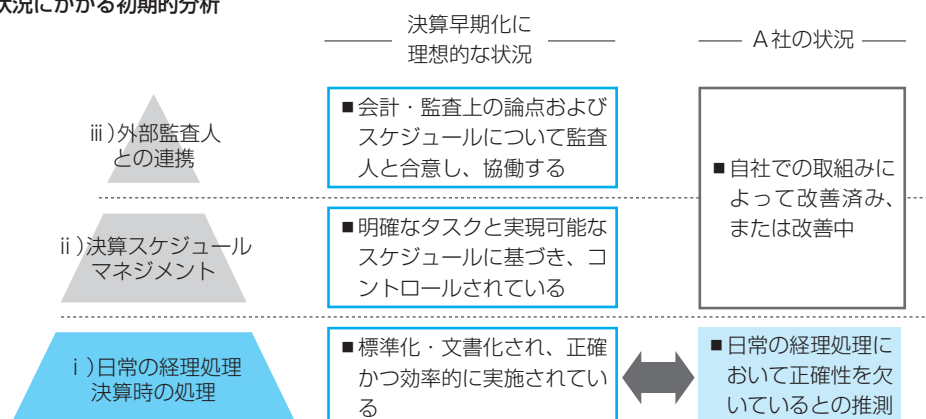 状況にかかる初期的分析
決算早期化に
理想的な状況
A社の状況
ⅲ)外部監査人
との連携
■会計・監査上の論点および
スケジュールについて監査
人と合意し、協働する
■自社での取組みに
よって改善済み、
または改善中
ⅱ)決算スケジュール
マネジメント
■明確なタスクと実現可能な
スケジュールに基づき、コ
ントロールされている
ⅰ)日常の経理処理
決算時の処理
■標準化・文書化され、正確
かつ効率的に実施されてい
る
■日常の経理処理に
おいて正確性を欠
いているとの推測